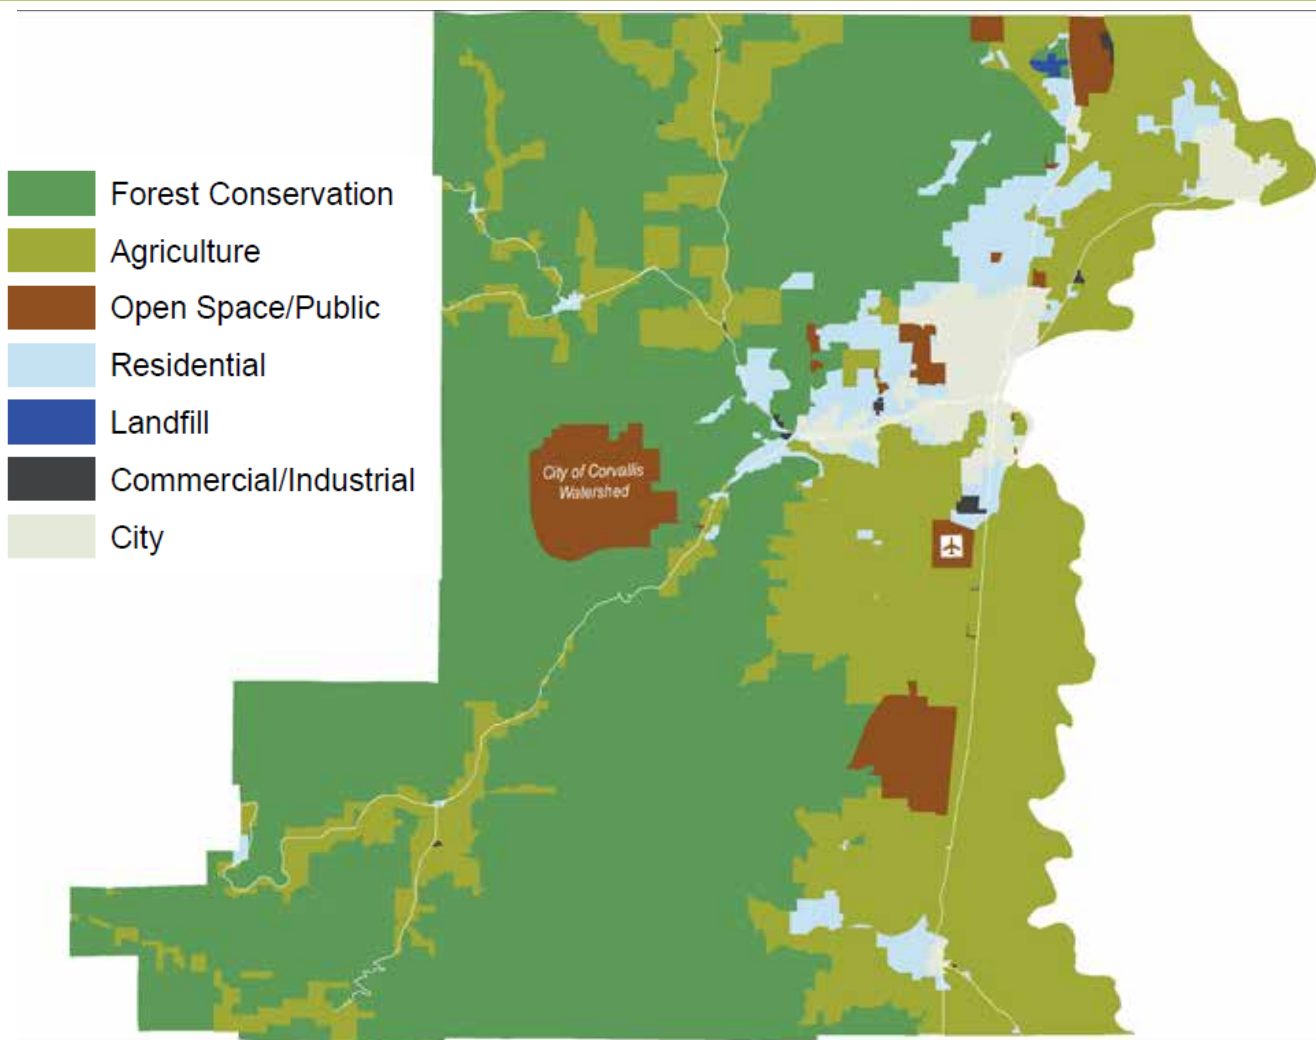 Forest Conservation
Agriculture
Open Space/Public
Residential
Landfill
Commercial/Industrial
City
City of Corvallis
Watershed